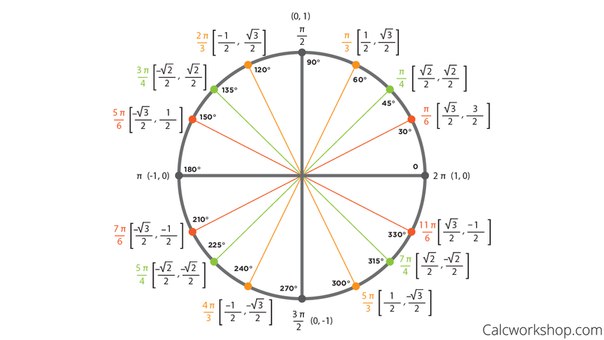 (0, 1)
π/2
90°
2π/3 [-1/2, √3/2]
120°
π/3 [1/2, √3/2]
60°
3π/4 [-√2/2, √2/2]
135°
π/4 [√2/2, √2/2]
45°
5π/6 [-√3/2, 1/2]
150°
π/6 [√3/2, 3/2]
30°
π (-1, 0)
180°
0
2π (1, 0)
7π/6 [-√3/2, -1/2]
210°
11π/6 [√3/2, -1/2]
330°
5π/4 [-√2/2, -√2/2]
225°
7π/4 [√2/2, -√2/2]
315°
4π/3 [-1/2, -√3/2]
240°
5π/3 [1/2, -√3/2]
300°
270°
3π/2 (0, -1)
Calcworkshop.com